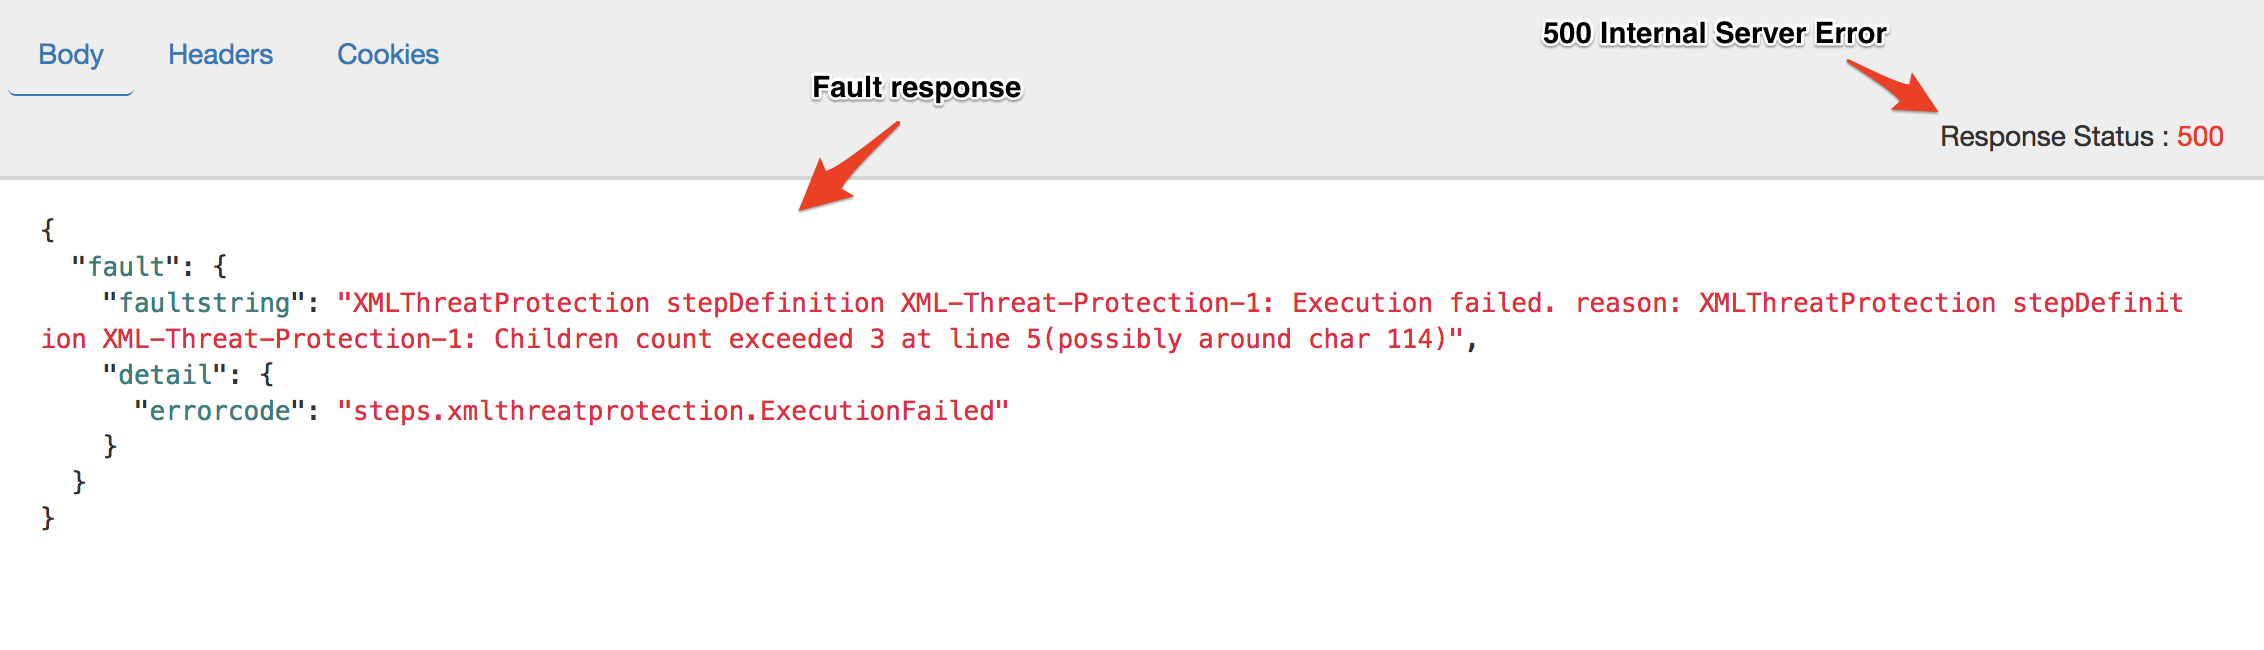 500 Internal Server Error
Body Headers Cookies
Fault response
Response Status : 500
{
  "fault": {
    "faultstring": "XMLThreatProtection stepDefinition XML-Threat-Protection-1: Execution failed. reason: XMLThreatProtection stepDefinit
ion XML-Threat-Protection-1: Children count exceeded 3 at line 5(possibly around char 114)",
    "detail": {
      "errorcode": "steps.xmlthreatprotection.ExecutionFailed"
    }
  }
}